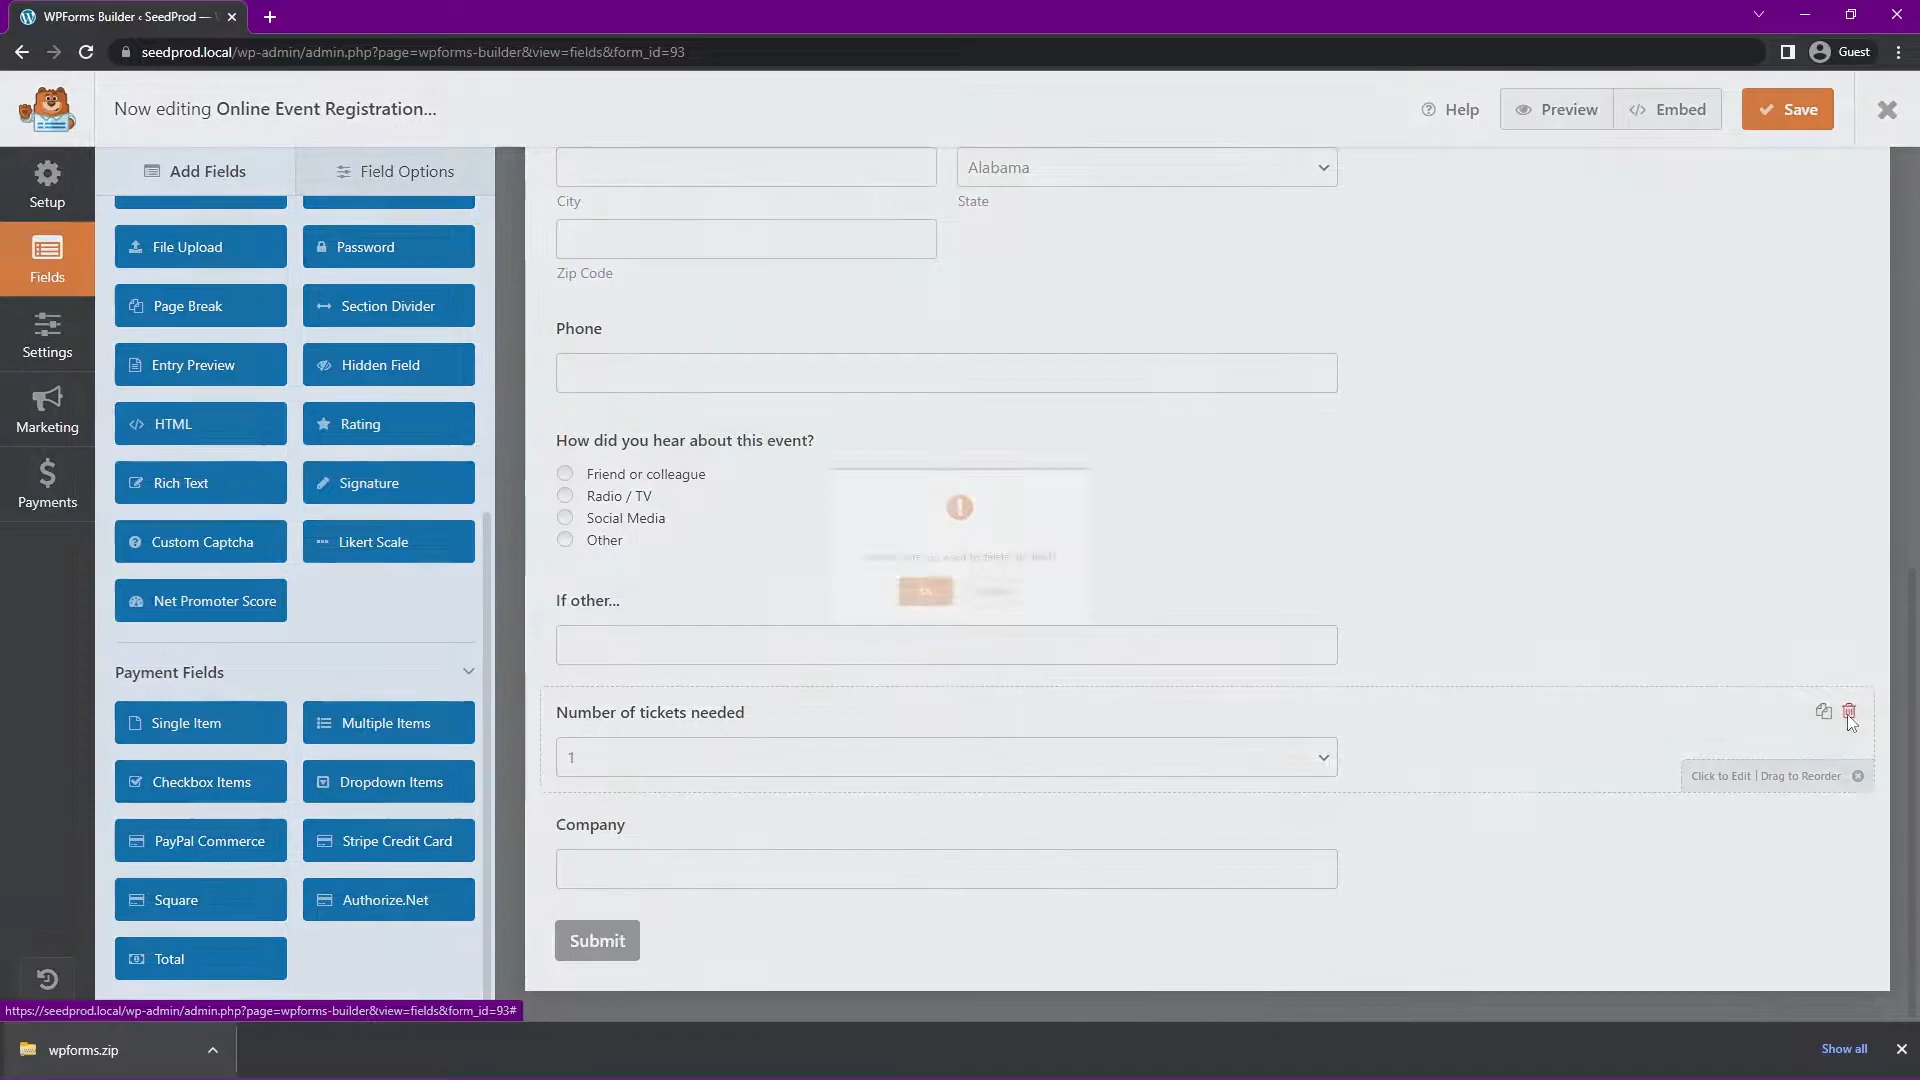 WPForms Builder ‹ SeedProd —
seedprod.local/wp-admin/admin.php?page=wpforms-builder&view=fields&form_id=93
Guest
Now editing Online Event Registration...
Help
Preview
Embed
Save
Setup
Fields
Settings
Marketing
Payments
Add Fields
Field Options
File Upload
Password
Page Break
Section Divider
Entry Preview
Hidden Field
HTML
Rating
Rich Text
Signature
Custom Captcha
Likert Scale
Net Promoter Score
Payment Fields
Single Item
Multiple Items
Checkbox Items
Dropdown Items
PayPal Commerce
Stripe Credit Card
Square
Authorize.Net
Total
Alabama
City
State
Zip Code
Phone
How did you hear about this event?
Friend or colleague
Radio / TV
Social Media
Other
If other...
Number of tickets needed
1
Click to Edit | Drag to Reorder
Company
Submit
https://seedprod.local/wp-admin/admin.php?page=wpforms-builder&view=fields&form_id=93#
wpforms.zip
Show all